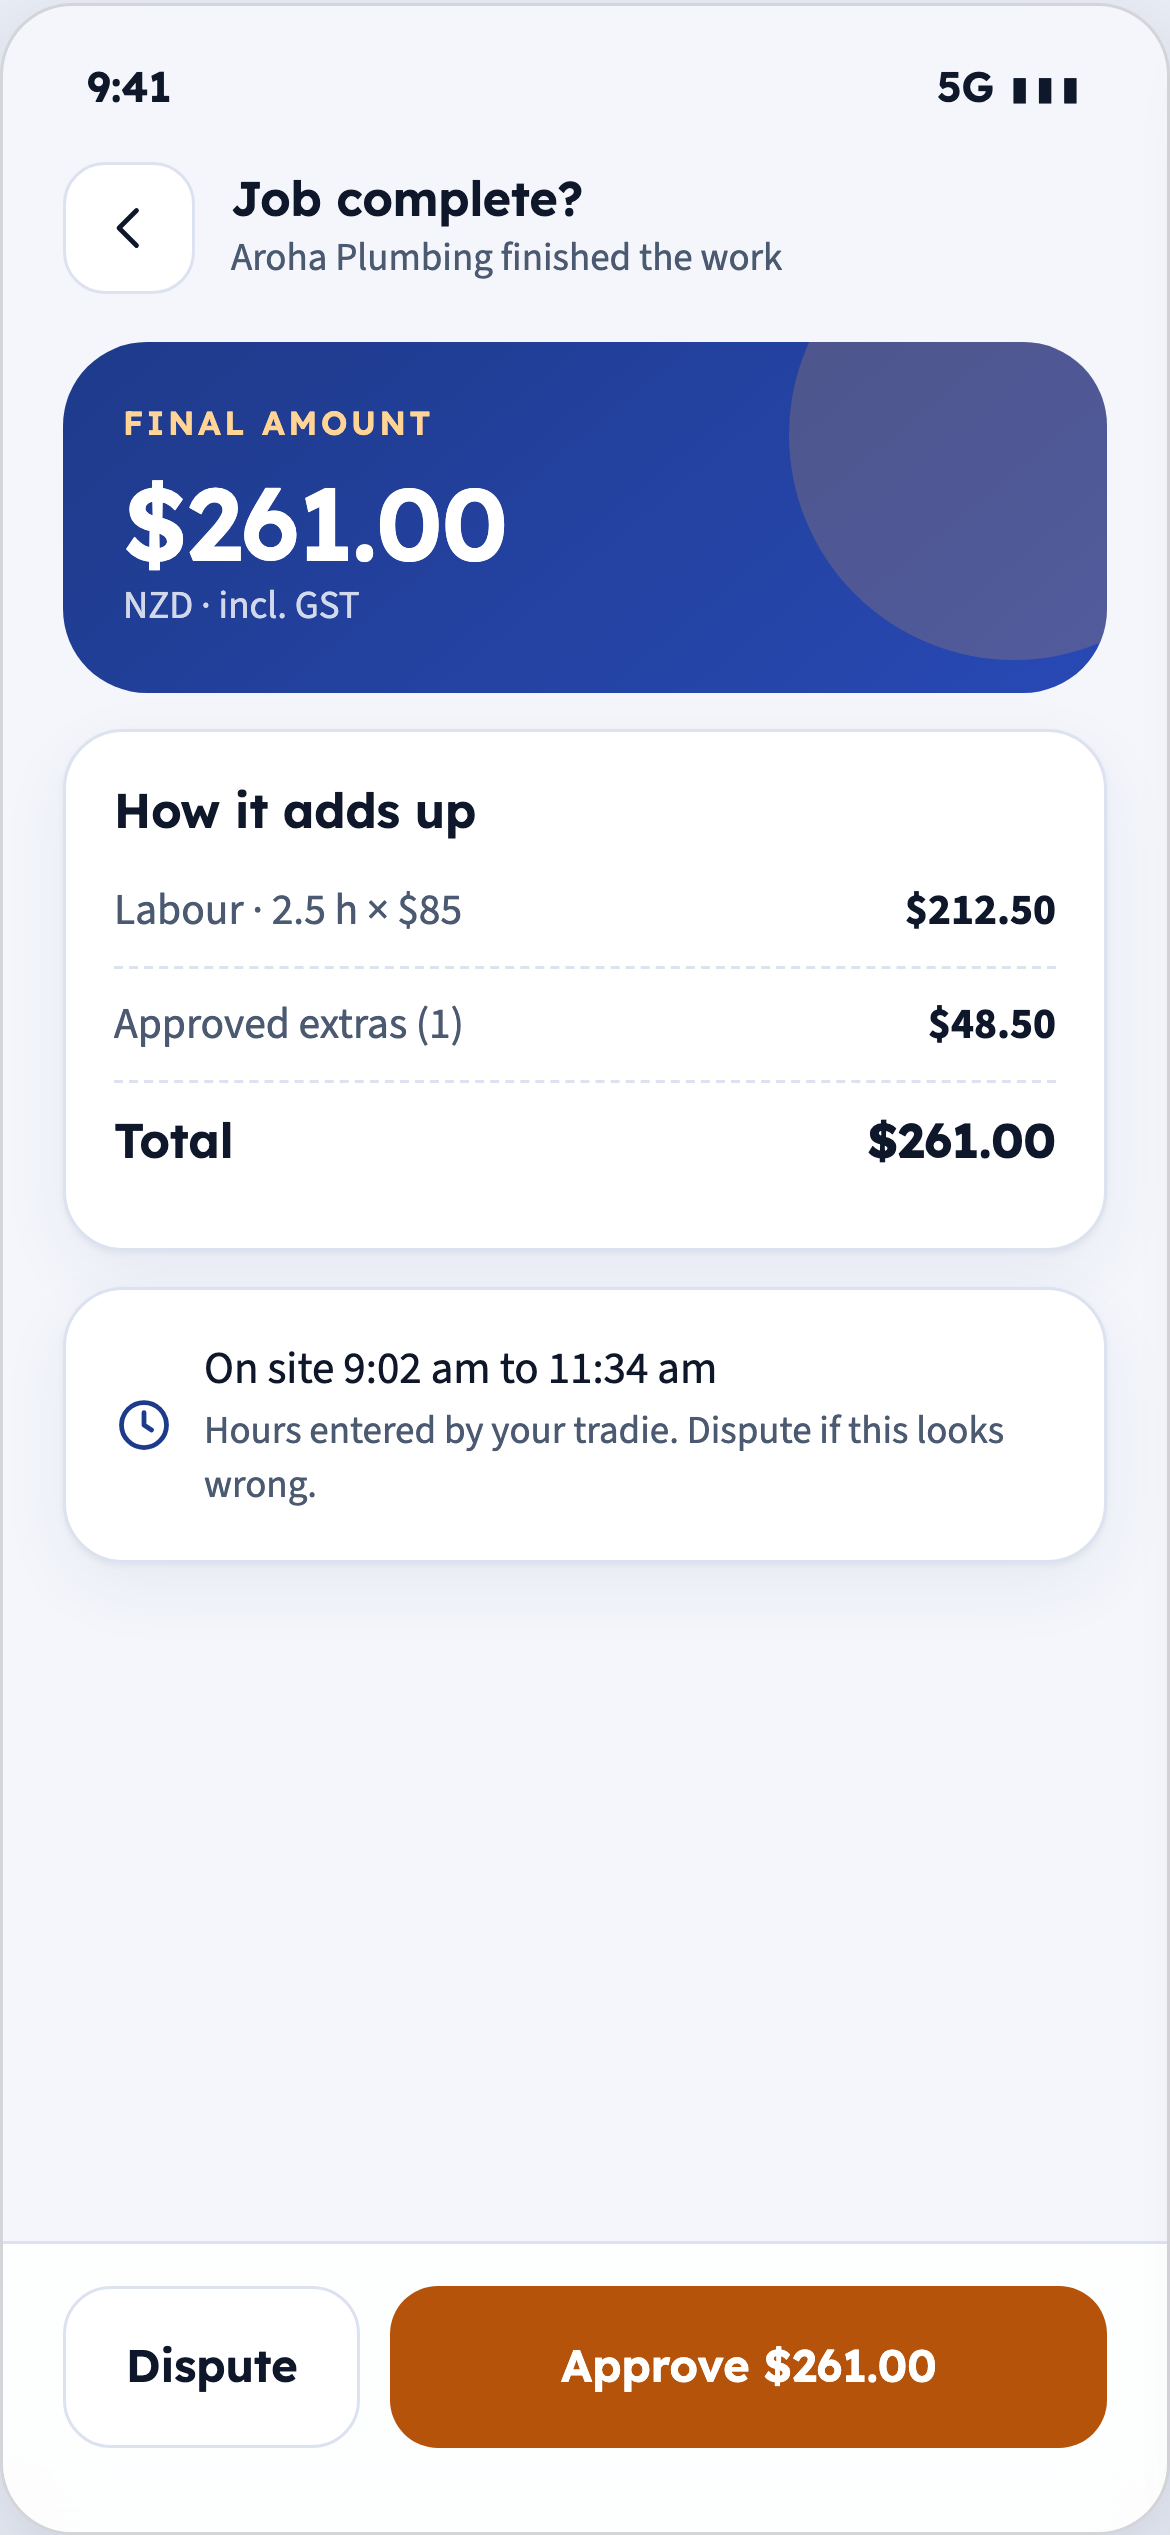 9:41
5G
Job complete?
Aroha Plumbing finished the work
FINAL AMOUNT
$261.00
NZD · incl. GST
How it adds up
Labour · 2.5 h × $85 $212.50
Approved extras (1) $48.50
Total $261.00
On site 9:02 am to 11:34 am
Hours entered by your tradie. Dispute if this looks
wrong.
Dispute
Approve $261.00